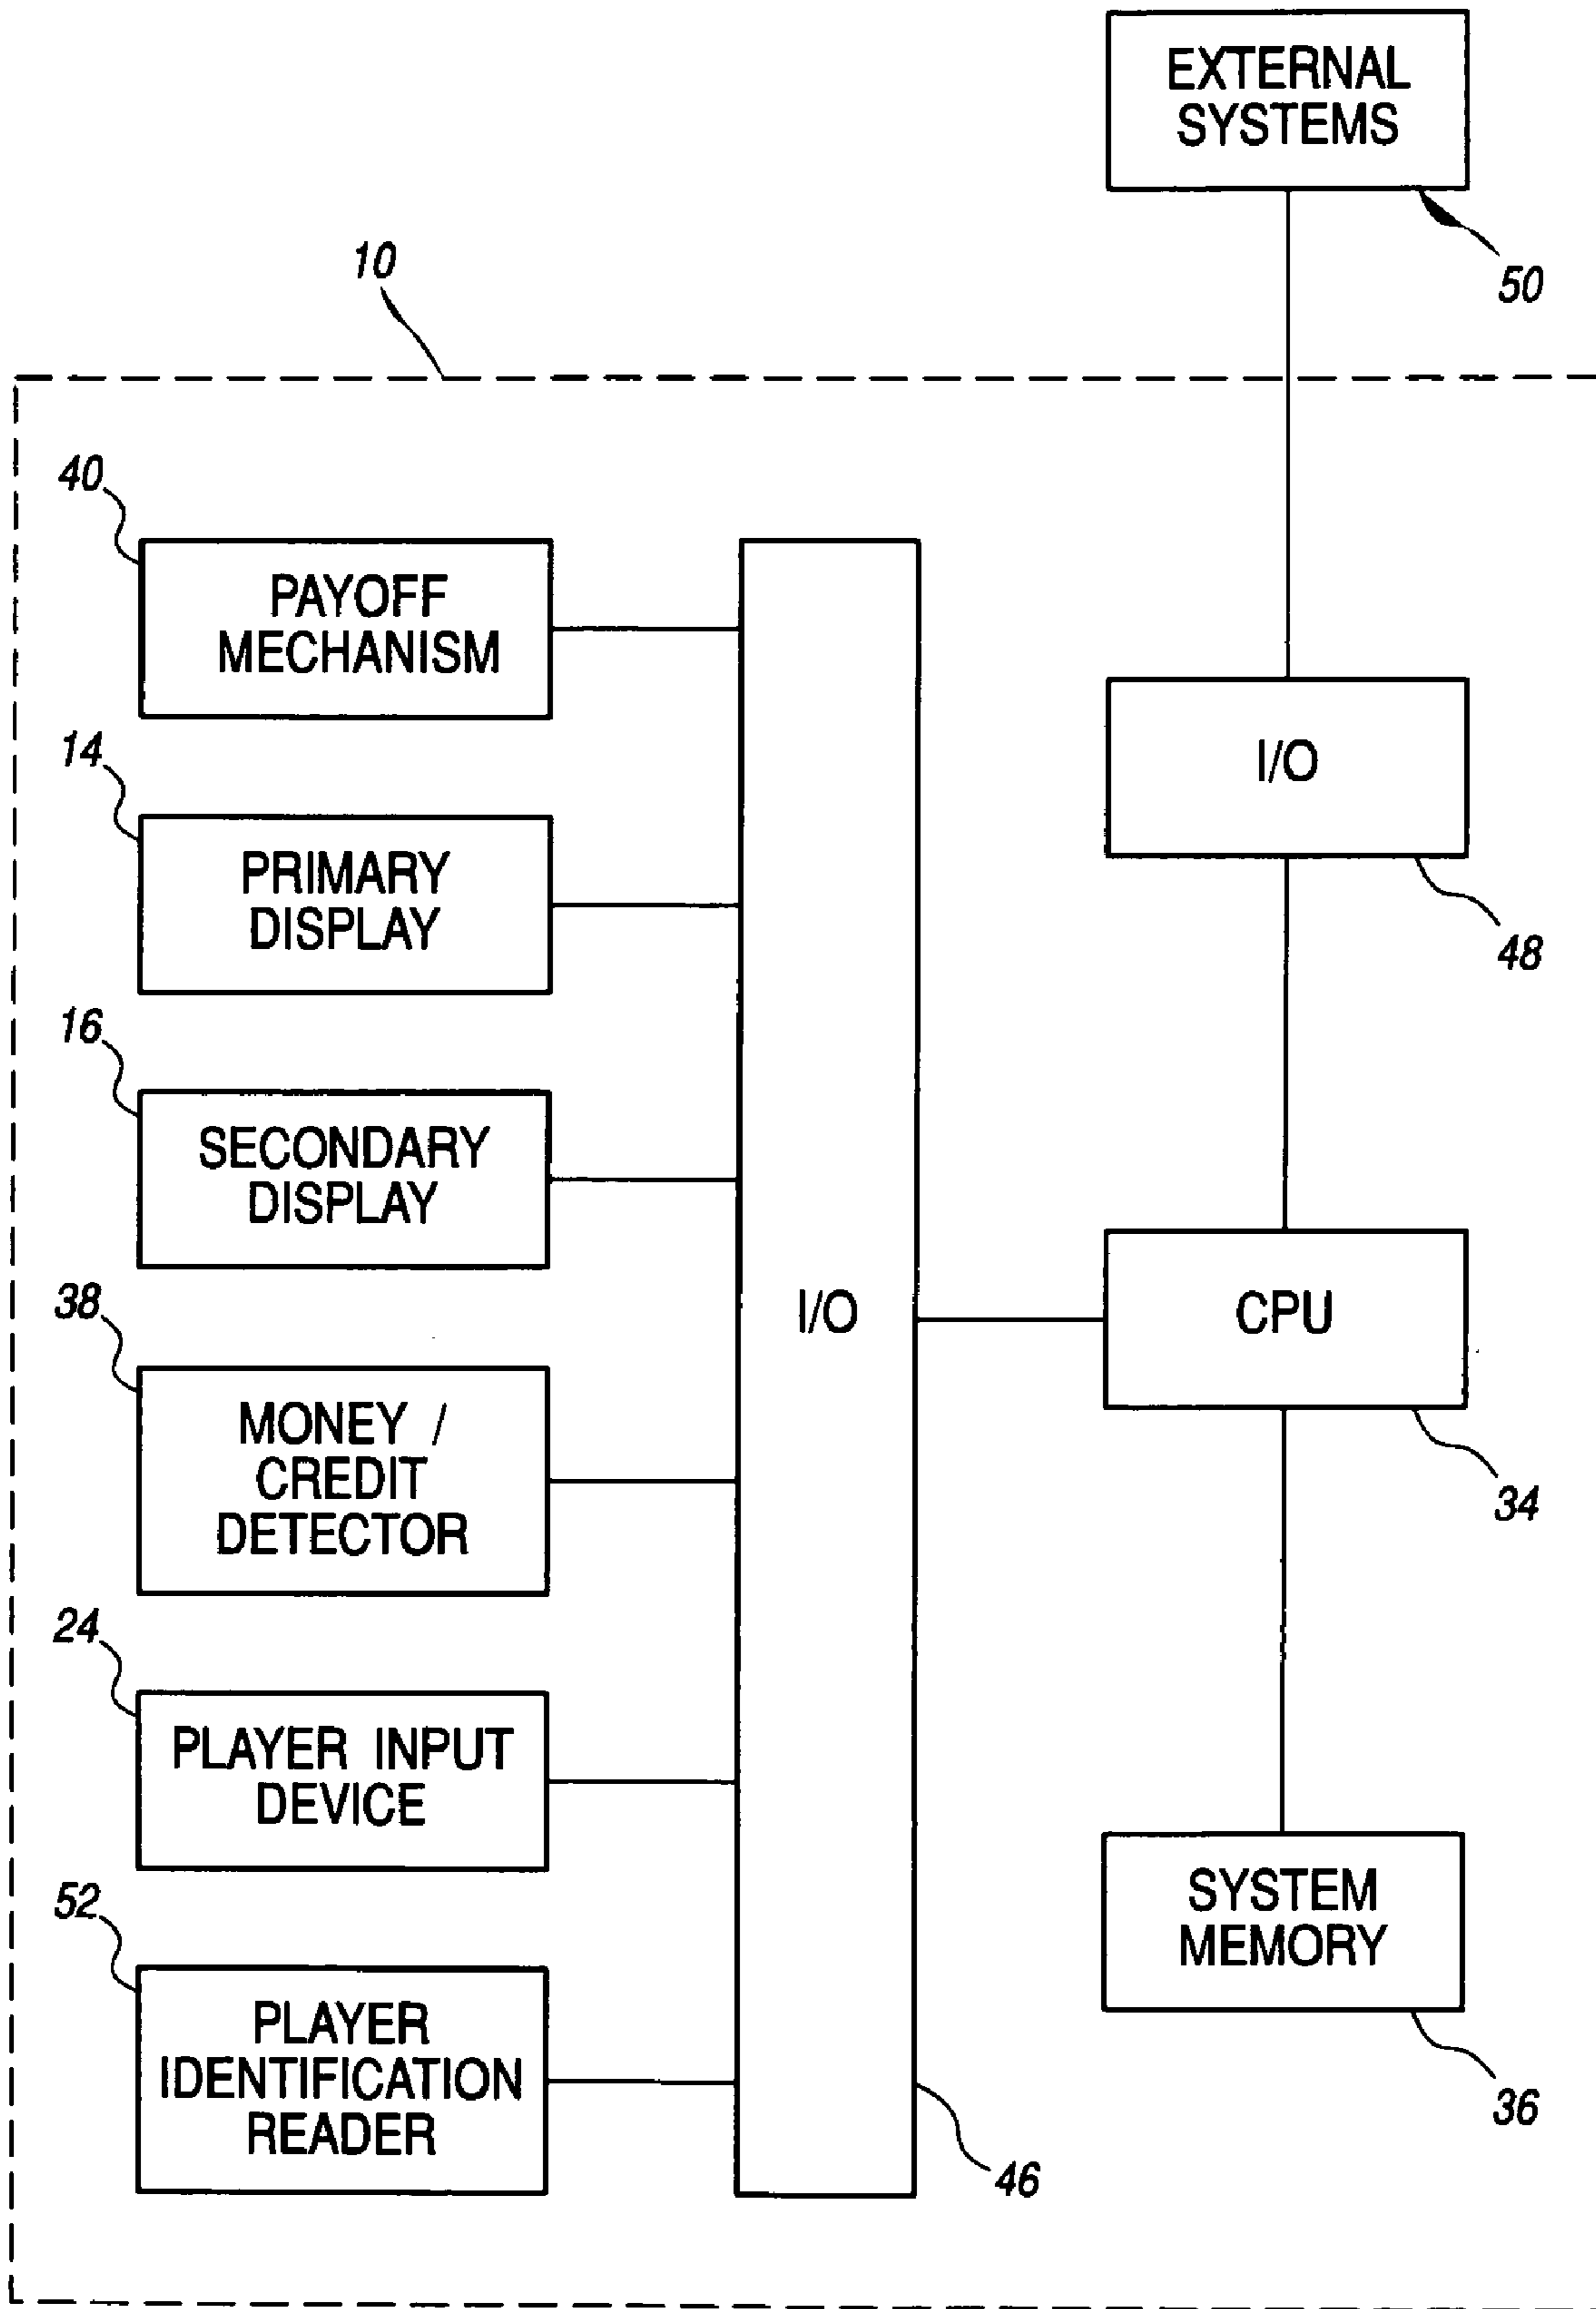 EXTERNAL
SYSTEMS
50
10
40
PAYOFF
MECHANISM
14
PRIMARY
DISPLAY
16
SECONDARY
DISPLAY
38
MONEY /
CREDIT
DETECTOR
24
PLAYER INPUT
DEVICE
52
PLAYER
IDENTIFICATION
READER
I/O
46
I/O
48
CPU
34
SYSTEM
MEMORY
36